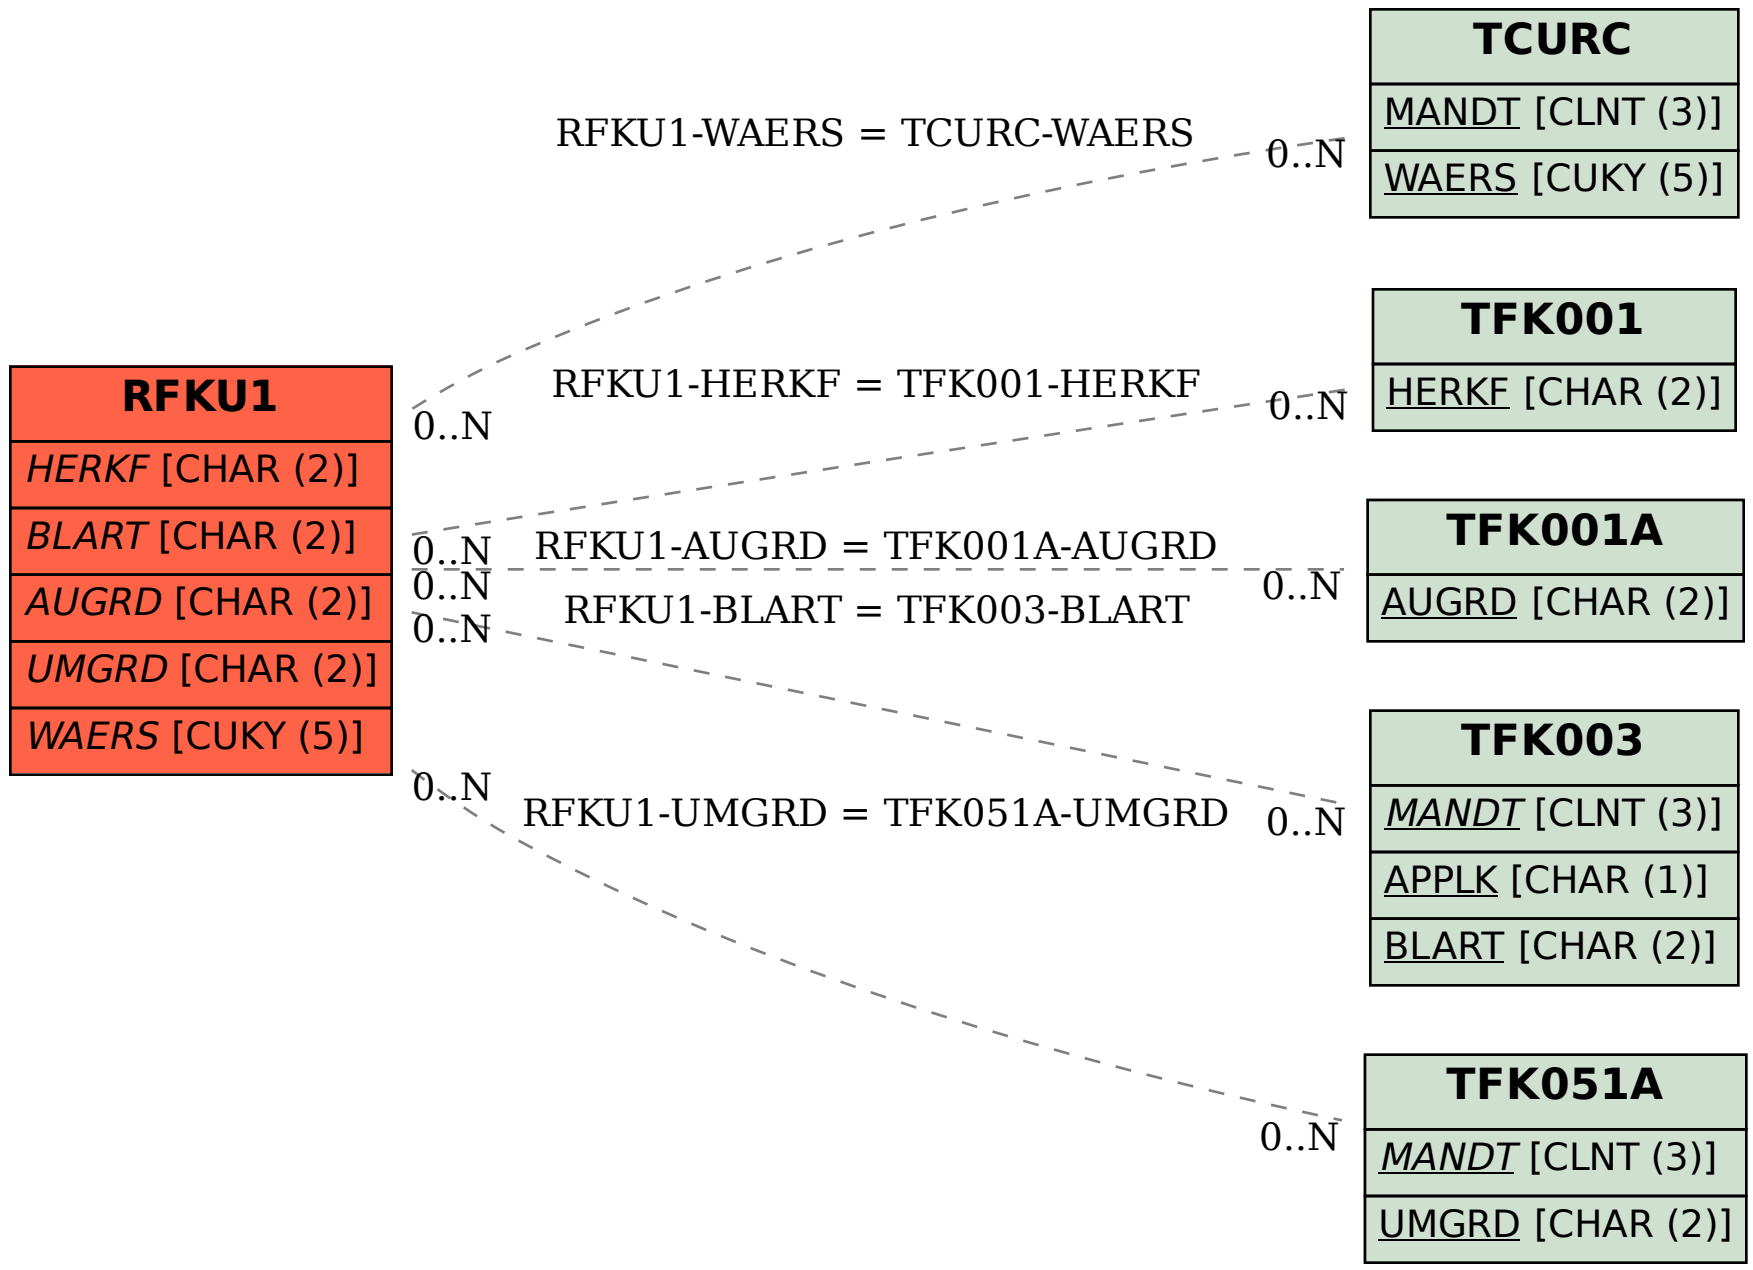 TCURC
MANDT [CLNT (3)]
WAERS [CUKY (5)]
RFKU1-WAERS = TCURC-WAERS
0..N
0..N
TFK001
HERKF [CHAR (2)]
RFKU1-HERKF = TFK001-HERKF
0..N
0..N
RFKU1
HERKF [CHAR (2)]
BLART [CHAR (2)]
AUGRD [CHAR (2)]
UMGRD [CHAR (2)]
WAERS [CUKY (5)]
TFK001A
AUGRD [CHAR (2)]
RFKU1-AUGRD = TFK001A-AUGRD
0..N
0..N
RFKU1-BLART = TFK003-BLART
0..N
0..N
TFK003
MANDT [CLNT (3)]
APPLK [CHAR (1)]
BLART [CHAR (2)]
RFKU1-UMGRD = TFK051A-UMGRD
0..N
0..N
TFK051A
MANDT [CLNT (3)]
UMGRD [CHAR (2)]